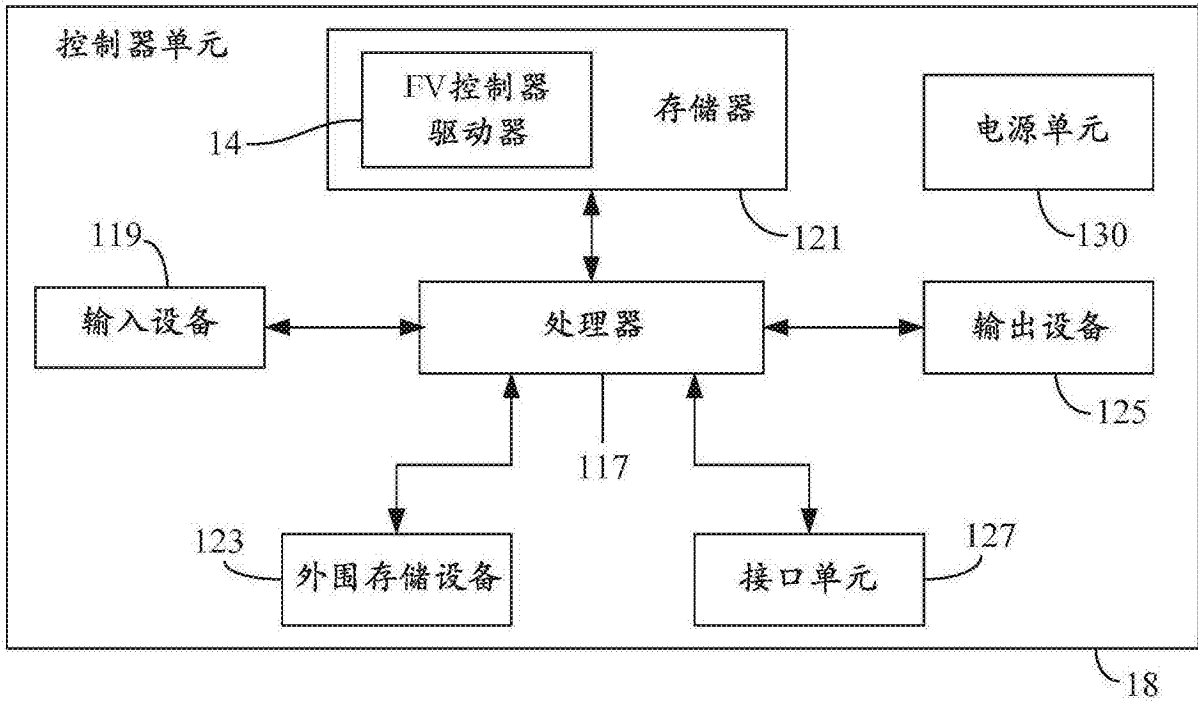 控制器单元
FV控制器
驱动器
存储器
电源单元
14
121
130
119
输入设备
处理器
输出设备
117
125
123
外围存储设备
接口单元
127
18